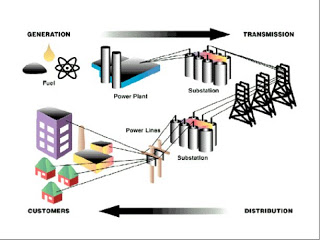 GENERATION
TRANSMISSION
Fuel
Power Plant
Substation
Power Lines
Substation
CUSTOMERS
DISTRIBUTION